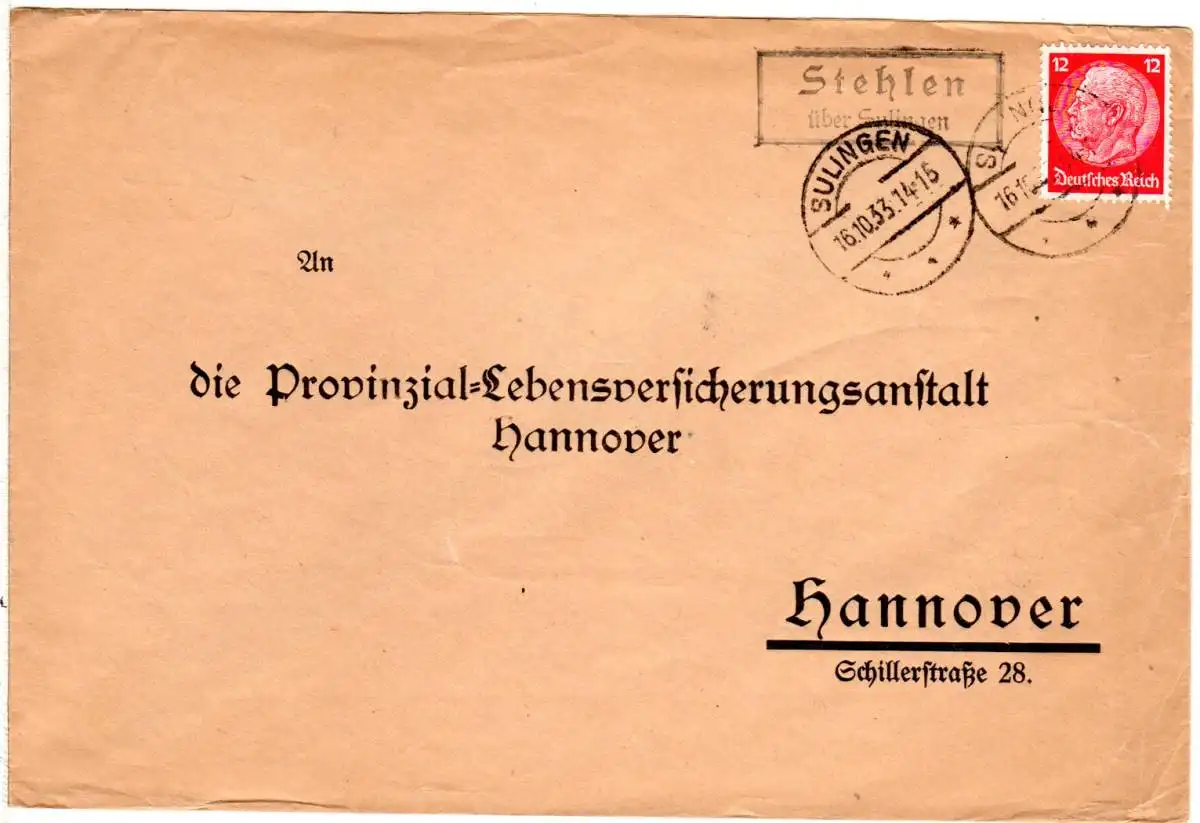 Stehlen
über Sulingen
12 12
Deutsches Reich
SULINGEN
16.10.33.14-15
An
die Provinzial-Lebensversicherungsanstalt
Hannover
Hannover
Schillerstraße 28.